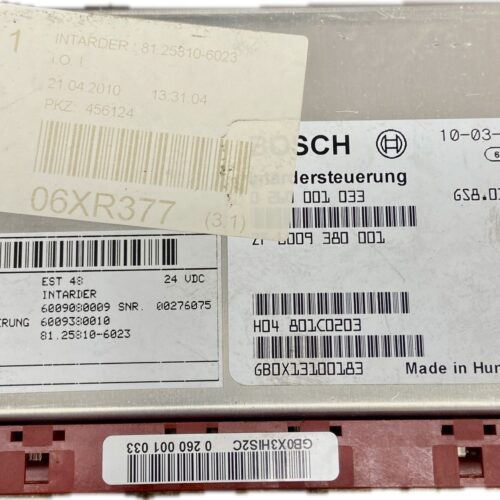 1
INTARDER : 81.25810-6023
i.O. !
21.04.2010 13:31:04
PKZ: 456124
06XR377
(3.1)
BOSCH
10-03-
dersteuerung
001 033
GS8.0
ZF 6009 380 001
H04 801C0203
GB0X13100183
Made in Hun
EST 48 24 VDC
INTARDER
6009080009 SNR. 00276075
ERUNG 6009380010
81.25810-6023
GB0X3HIS2C
0 260 001 033